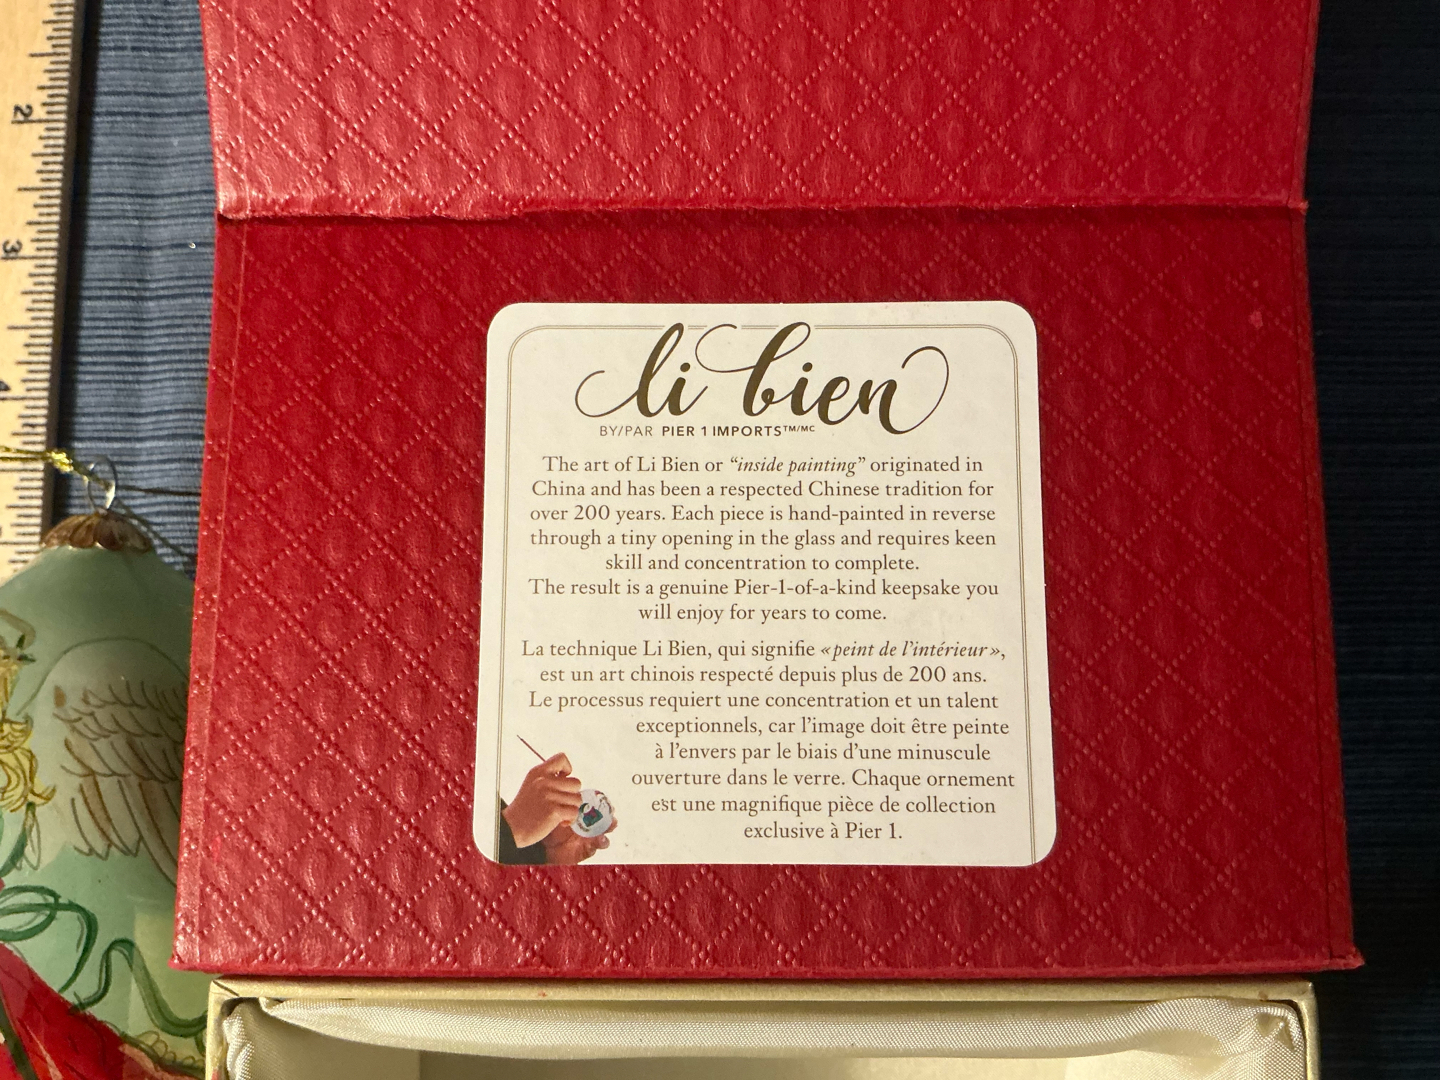 li bien
BY/PAR PIER 1 IMPORTS™/MC
The art of Li Bien or “inside painting” originated in
China and has been a respected Chinese tradition for
over 200 years. Each piece is hand-painted in reverse
through a tiny opening in the glass and requires keen
skill and concentration to complete.
The result is a genuine Pier-1-of-a-kind keepsake you
will enjoy for years to come.
La technique Li Bien, qui signifie «peint de l’intérieur»,
est un art chinois respecté depuis plus de 200 ans.
Le processus requiert une concentration et un talent
exceptionnels, car l’image doit être peinte
à l’envers par le biais d’une minuscule
ouverture dans le verre. Chaque ornement
est une magnifique pièce de collection
exclusive à Pier 1.
2
3
4